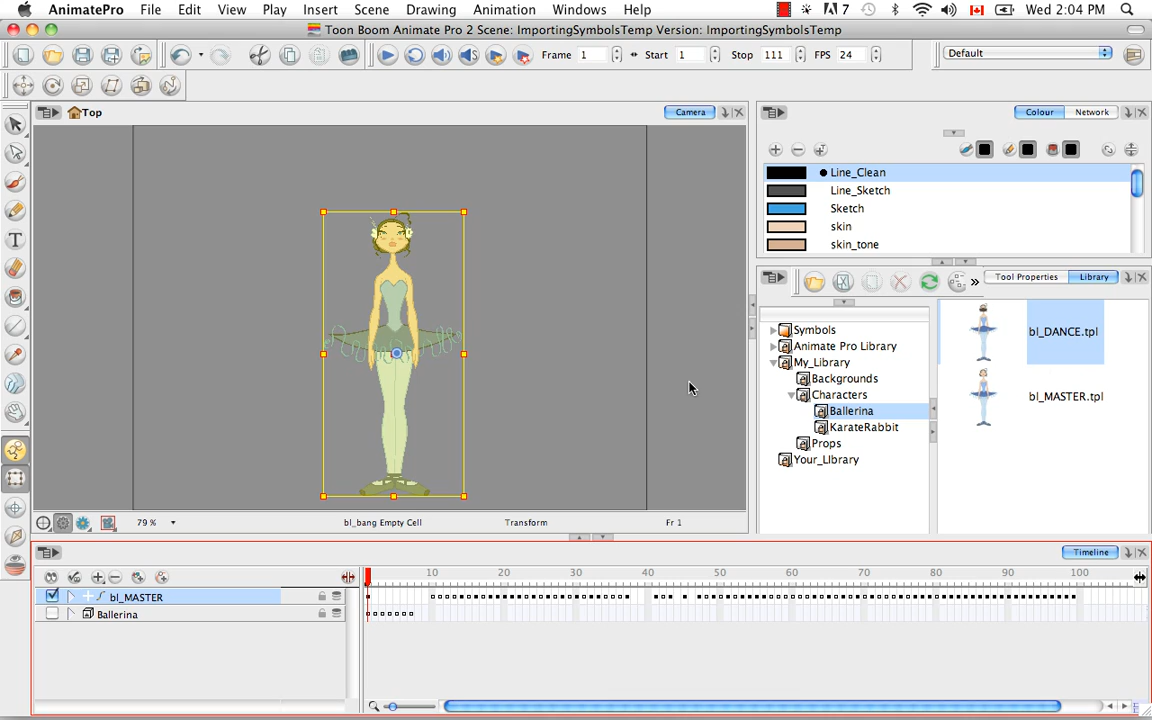 AnimatePro File Edit View Play Insert Scene Drawing Animation Windows Help 7 Wed 2:04 PM
Toon Boom Animate Pro 2 Scene: ImportingSymbolsTemp Version: ImportingSymbolsTemp
Frame 1 Start 1 Stop 111 FPS 24 Default
Top Camera Colour Network
Line_Clean
Line_Sketch
Sketch
skin
skin_tone
T
Tool Properties Library
Symbols
Animate Pro Library
My_Library
Backgrounds
Characters
Ballerina
KarateRabbit
Props
Your_LIbrary
bl_DANCE.tpl
bl_MASTER.tpl
79 % bl_bang Empty Cell Transform Fr 1
Timeline
10 20 30 40 50 60 70 80 90 100
bl_MASTER
Ballerina